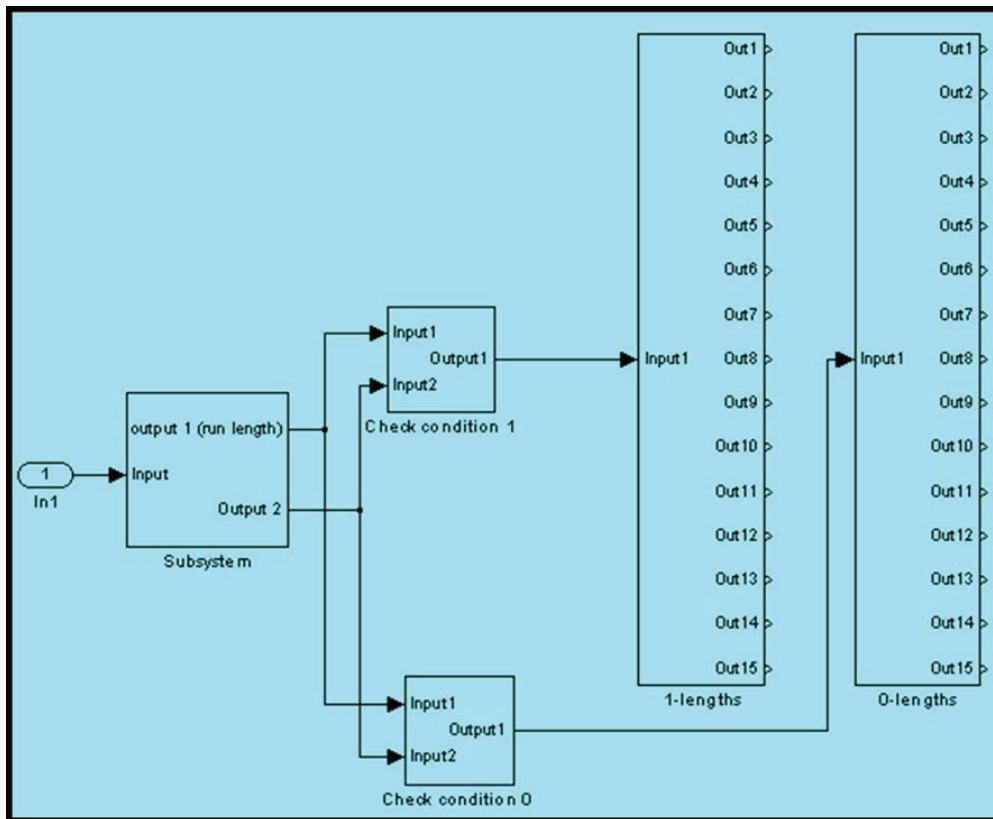 1
In1
Input
output 1 (run length)
Output 2
Subsystem
Input1
Input2
Output1
Check condition 1
Input1
Input2
Output1
Check condition 0
Input1
Out1
Out2
Out3
Out4
Out5
Out6
Out7
Out8
Out9
Out10
Out11
Out12
Out13
Out14
Out15
1-lengths
Input1
Out1
Out2
Out3
Out4
Out5
Out6
Out7
Out8
Out9
Out10
Out11
Out12
Out13
Out14
Out15
0-lengths